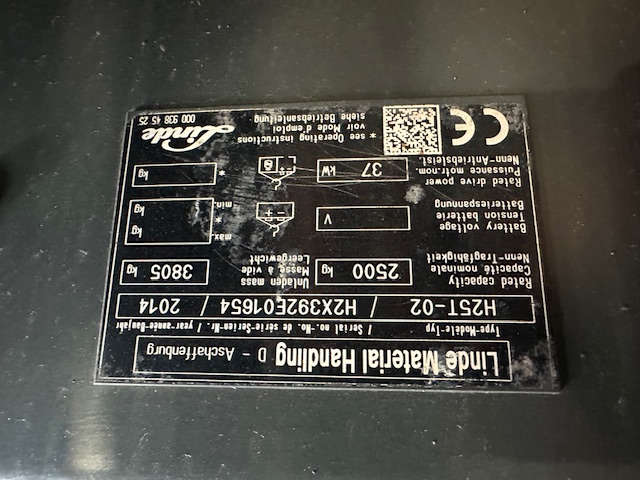 Linde Material Handling D - Aschaffenburg
Type-Modele-Typ / Serial no.-No. de série-Serien-Nr. / year-année-Baujahr
H25T-02 / H2X392E01654 / 2014
Rated capacity
Capacité nominale
Nenn-Tragfähigkeit
2500 kg
Unladen mass
Masse à vide
Leergewicht
3805 kg
Battery voltage
Tension batterie
Batteriespannung
V
max. kg
*
min. kg
Rated drive power
Puissance motr.nom.
Nenn-Antriebsleist.
37 kW
* kg
CE
* see Operating instructions
voir Mode d'emploi
siehe Betriebsanleitung
Linde
000 938 45 25